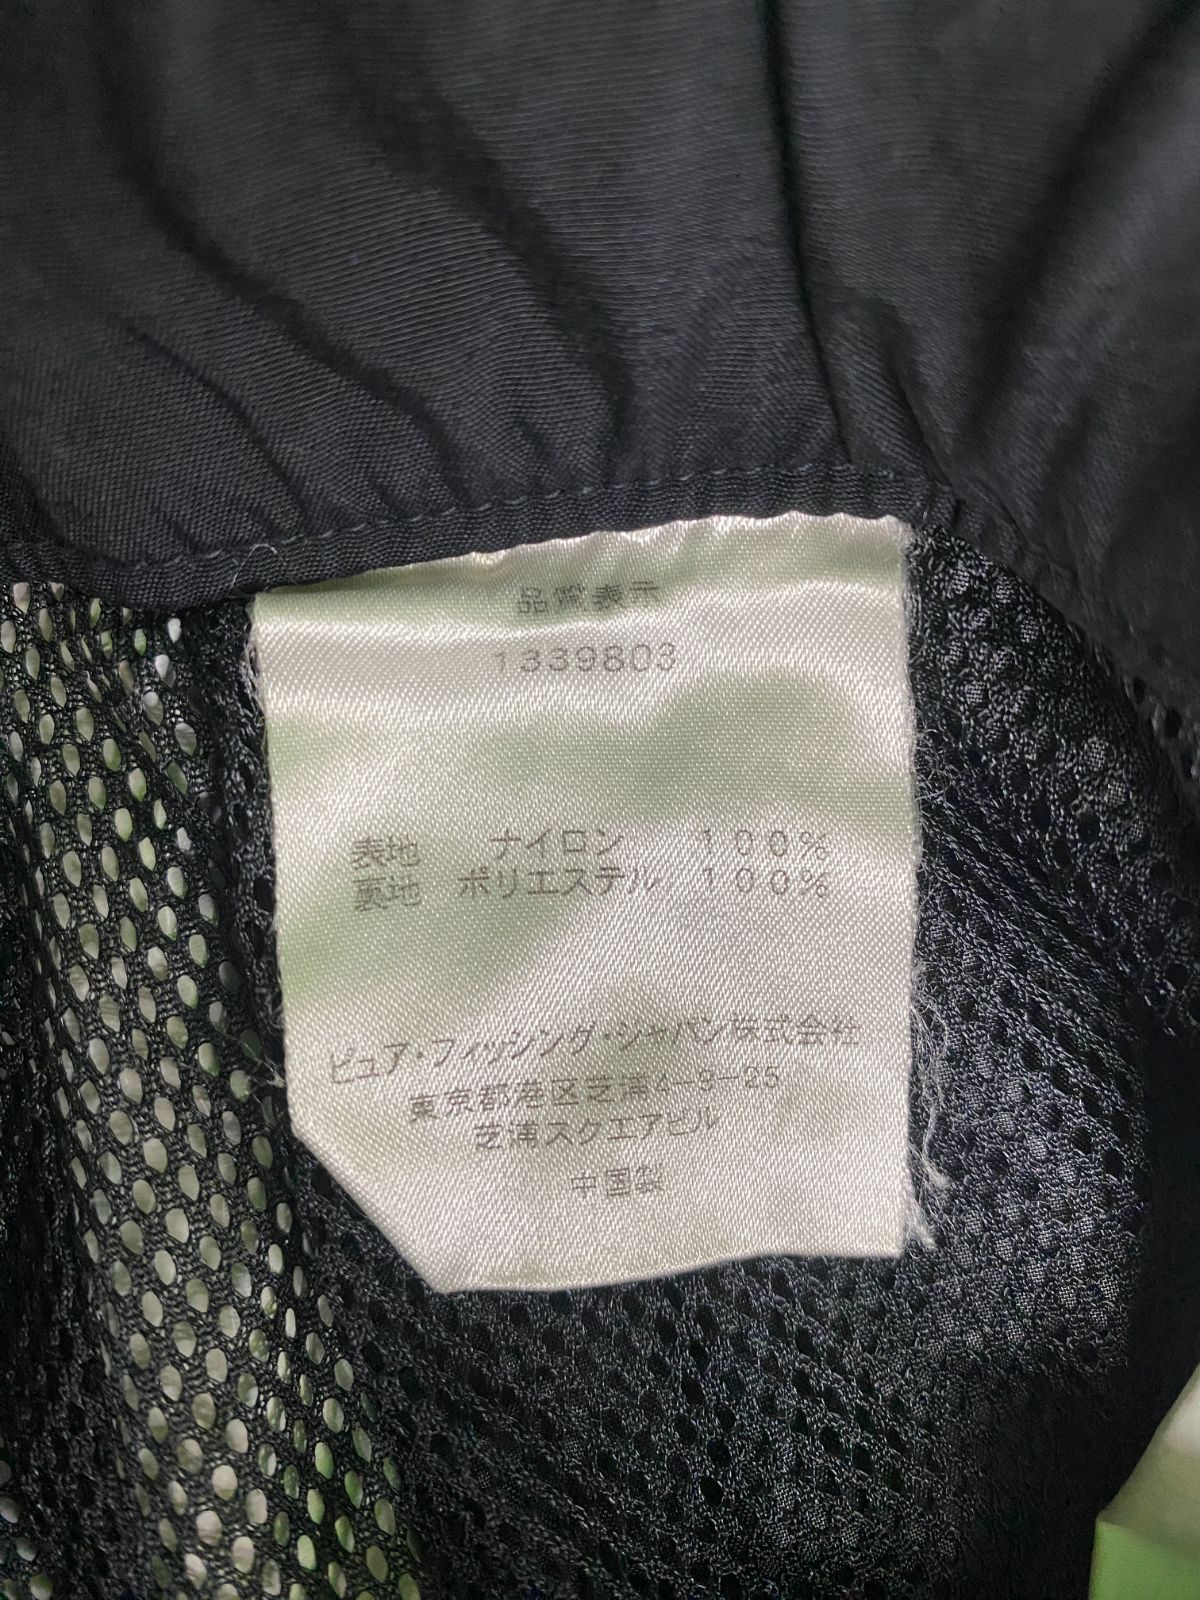 品質表示
1339803
表地 ナイロン 100%
裏地 ポリエステル 100%
ピュア・フィッシング・ジャパン株式会社
東京都港区芝浦4-9-25
芝浦スクエアビル
中国製